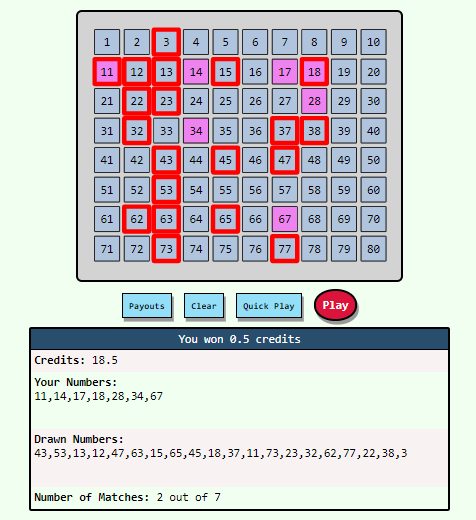 1 2 3 4 5 6 7 8 9 10
11 12 13 14 15 16 17 18 19 20
21 22 23 24 25 26 27 28 29 30
31 32 33 34 35 36 37 38 39 40
41 42 43 44 45 46 47 48 49 50
51 52 53 54 55 56 57 58 59 60
61 62 63 64 65 66 67 68 69 70
71 72 73 74 75 76 77 78 79 80
Payouts Clear Quick Play Play
You won 0.5 credits
Credits: 18.5
Your Numbers:
11,14,17,18,28,34,67
Drawn Numbers:
43,53,13,12,47,63,15,65,45,18,37,11,73,23,32,62,77,22,38,3
Number of Matches: 2 out of 7